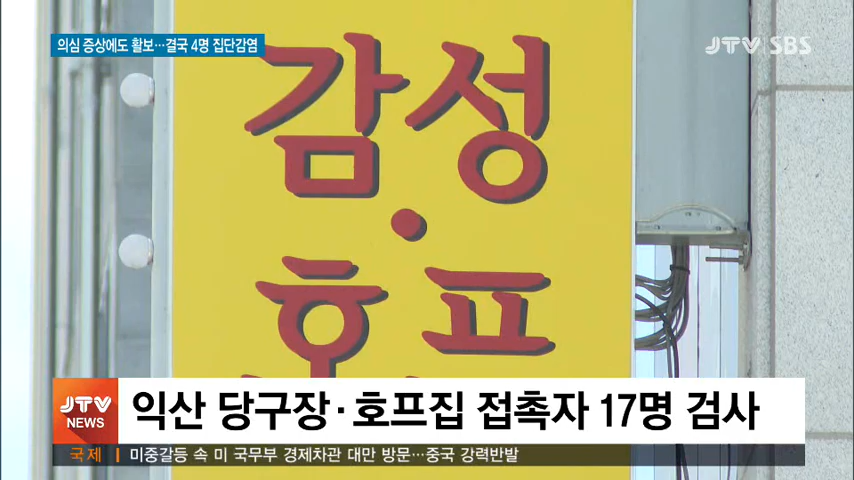 의심 증상에도 활보…결국 4명 집단감염
JTV SBS
감성
·
호프
JTV NEWS
익산 당구장·호프집 접촉자 17명 검사
국제 | 미중갈등 속 미 국무부 경제차관 대만 방문…중국 강력반발